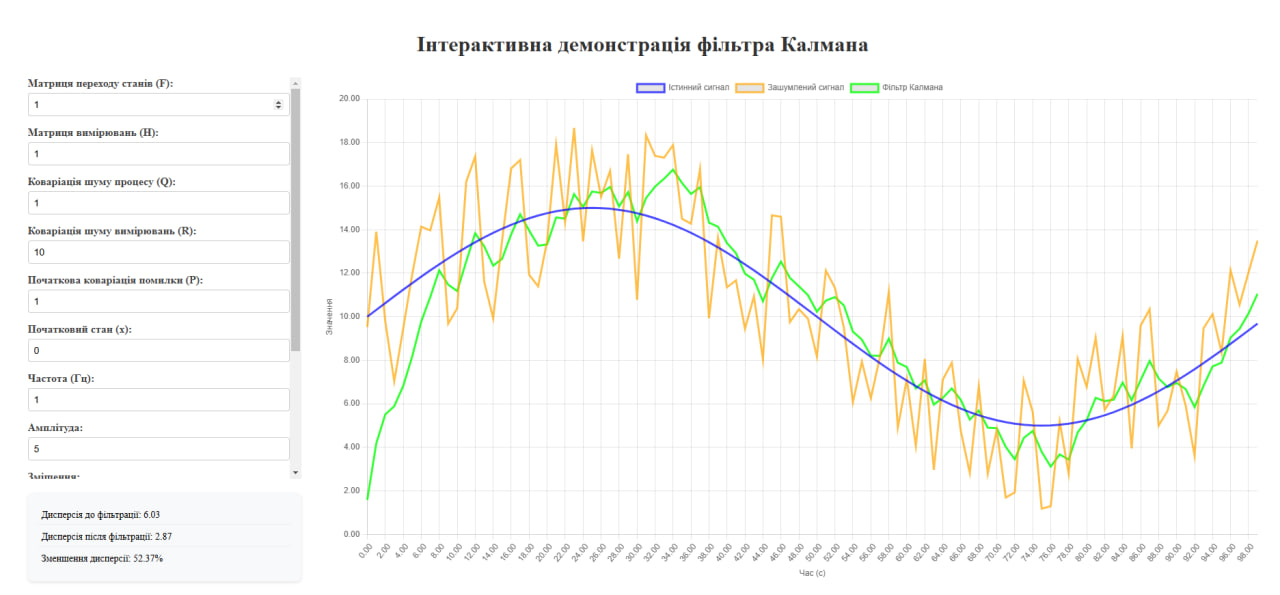 Інтерактивна демонстрація фільтра Калмана
Матриця переходу станів (F):
1
Матриця вимірювань (H):
1
Коваріація шуму процесу (Q):
1
Коваріація шуму вимірювань (R):
10
Початкова коваріація помилки (P):
1
Початковий стан (x):
0
Частота (Гц):
1
Амплітуда:
5
Зміщення:
Дисперсія до фільтрації: 6.03
Дисперсія після фільтрації: 2.87
Зменшення дисперсії: 52.37%
Істинний сигнал Зашумлений сигнал Фільтр Калмана
20.00
18.00
16.00
14.00
12.00
10.00
8.00
6.00
4.00
2.00
0.00
Значення
0.00 2.00 4.00 6.00 8.00 10.00 12.00 14.00 16.00 18.00 20.00 22.00 24.00 26.00 28.00 30.00 32.00 34.00 36.00 38.00 40.00 42.00 44.00 46.00 48.00 50.00 52.00 54.00 56.00 58.00 60.00 62.00 64.00 66.00 68.00 70.00 72.00 74.00 76.00 78.00 80.00 82.00 84.00 86.00 88.00 90.00 92.00 94.00 96.00 98.00
Час (с)